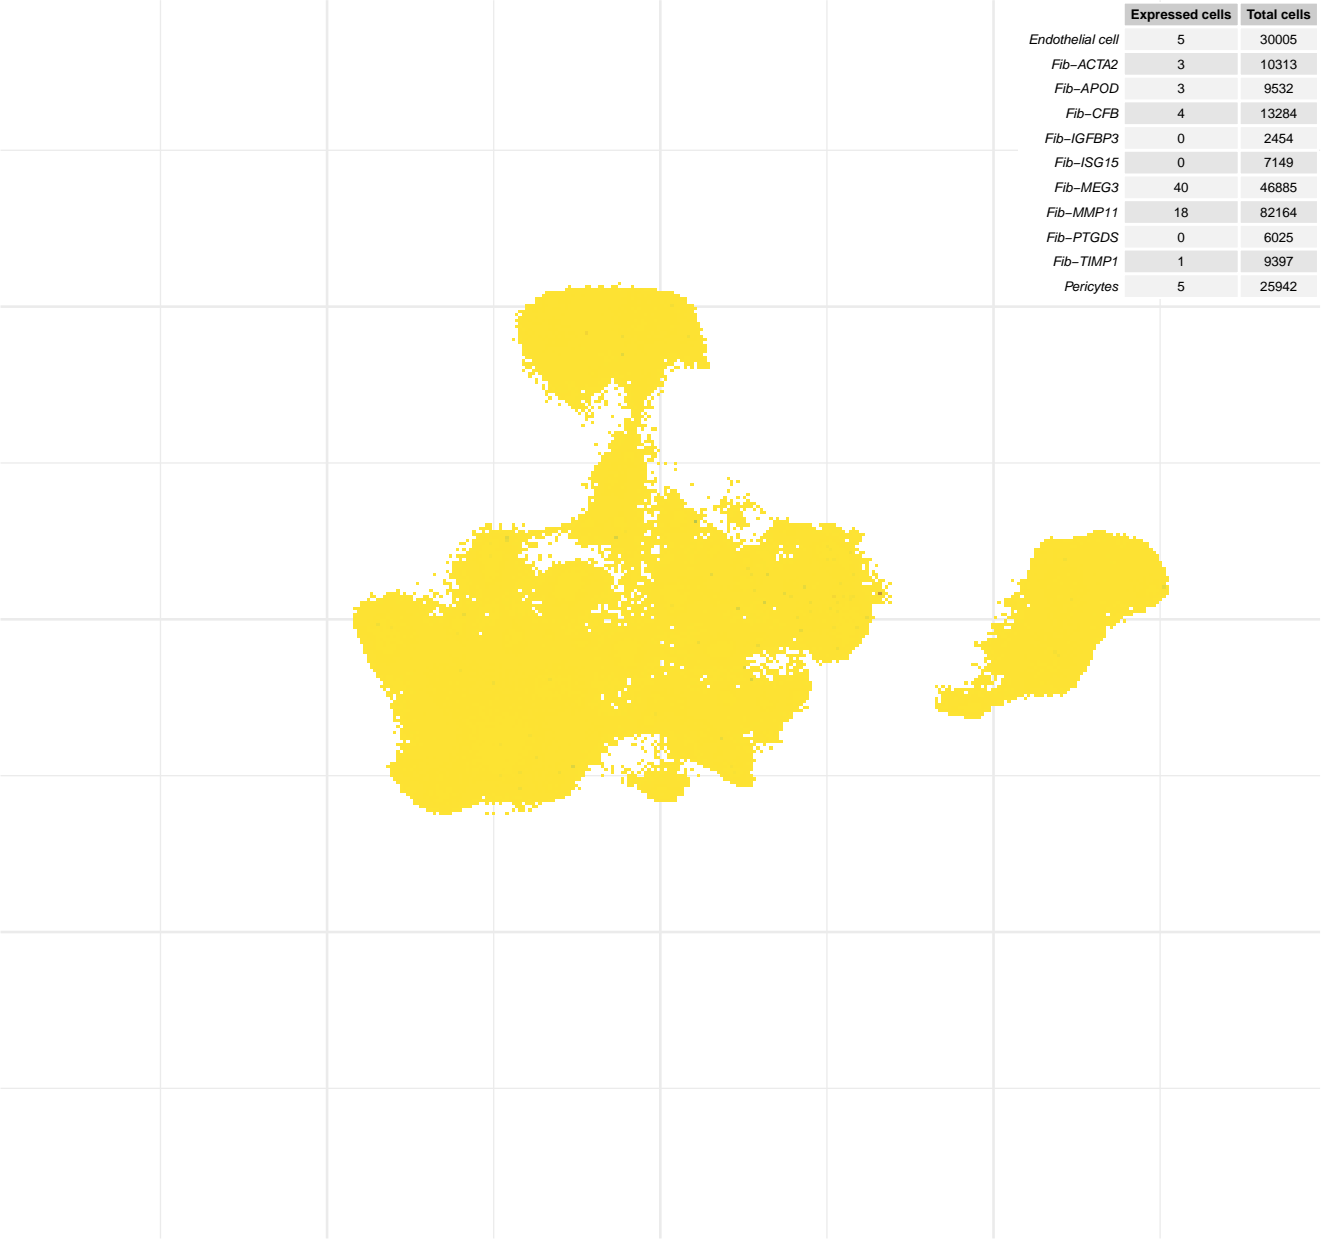 Expressed cells Total cells
Endothelial cell 5 30005
Fib−ACTA2 3 10313
Fib−APOD 3 9532
Fib−CFB 4 13284
Fib−IGFBP3 0 2454
Fib−ISG15 0 7149
Fib−MEG3 40 46885
Fib−MMP11 18 82164
Fib−PTGDS 0 6025
Fib−TIMP1 1 9397
Pericytes 5 25942